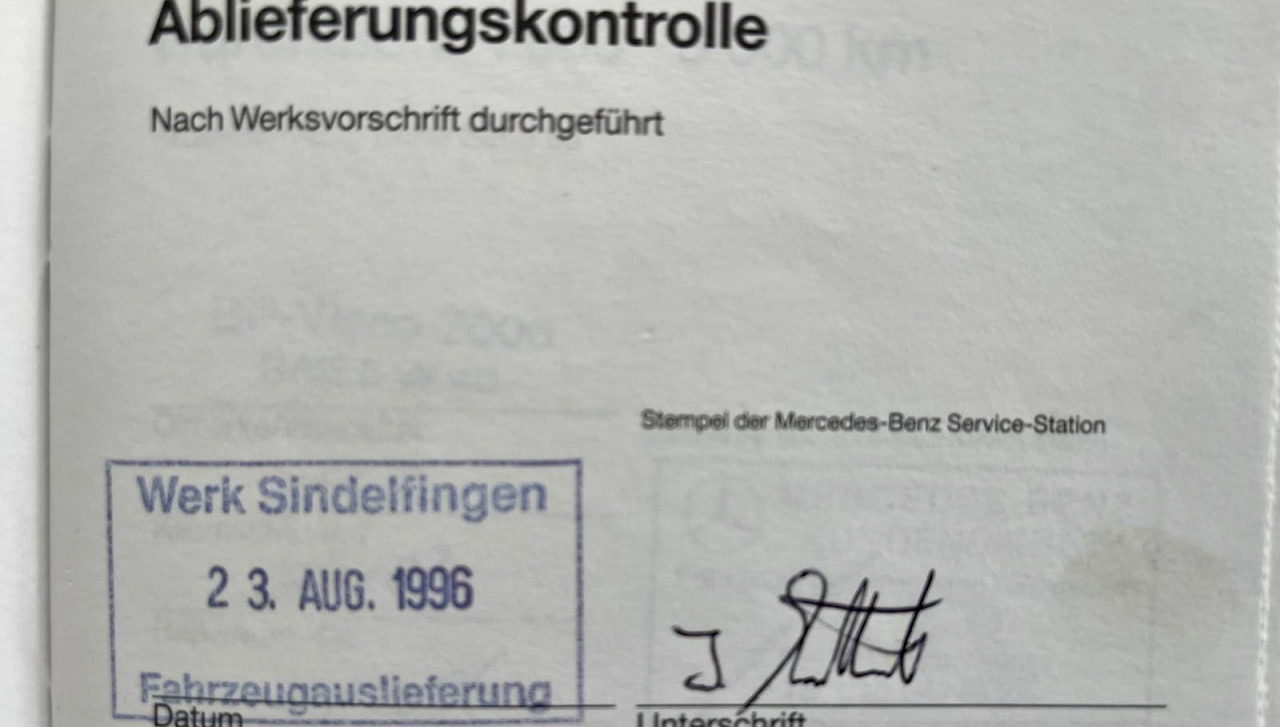 Ablieferungskontrolle
Nach Werksvorschrift durchgeführt
Stempel der Mercedes-Benz Service-Station
Werk Sindelfingen
23. AUG. 1996
Fahrzeugauslieferung
Datum
Unterschrift